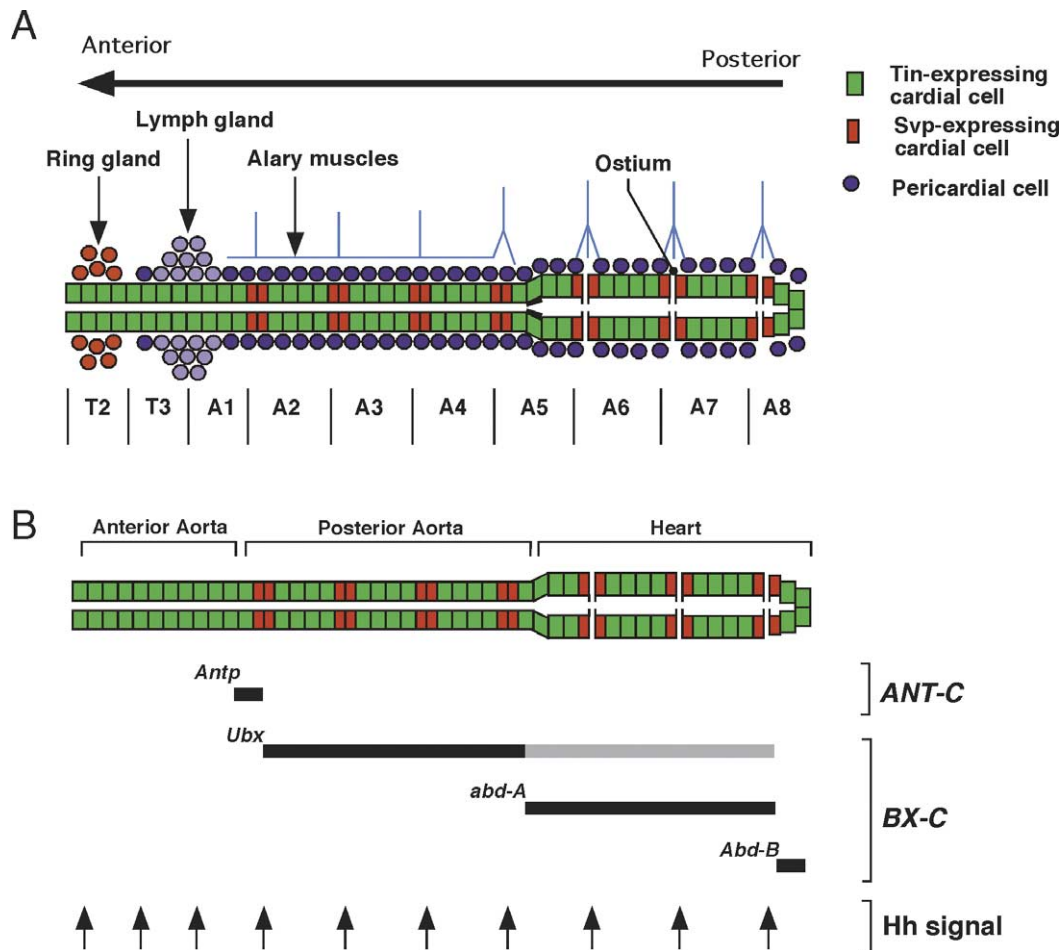 A
Anterior
Posterior
Lymph gland
Ring gland
Alary muscles
Ostium
Tin-expressing
cardial cell
Svp-expressing
cardial cell
Pericardial cell
T2 T3 A1 A2 A3 A4 A5 A6 A7 A8
B
Anterior Aorta Posterior Aorta Heart
Antp
ANT-C
Ubx
abd-A
BX-C
Abd-B
Hh signal